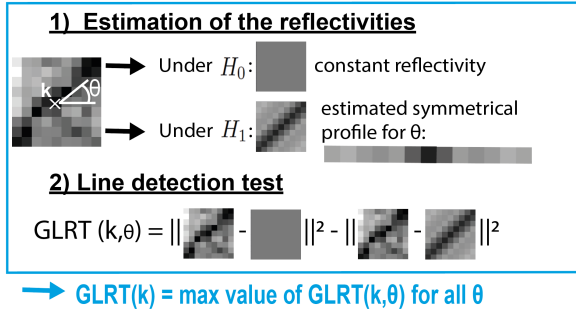 1) Estimation of the reflectivities
Under H₀: constant reflectivity
k θ
Under H₁: estimated symmetrical
profile for θ:
2) Line detection test
GLRT (k,θ) = || - ||² - || - ||²
GLRT(k) = max value of GLRT(k,θ) for all θ